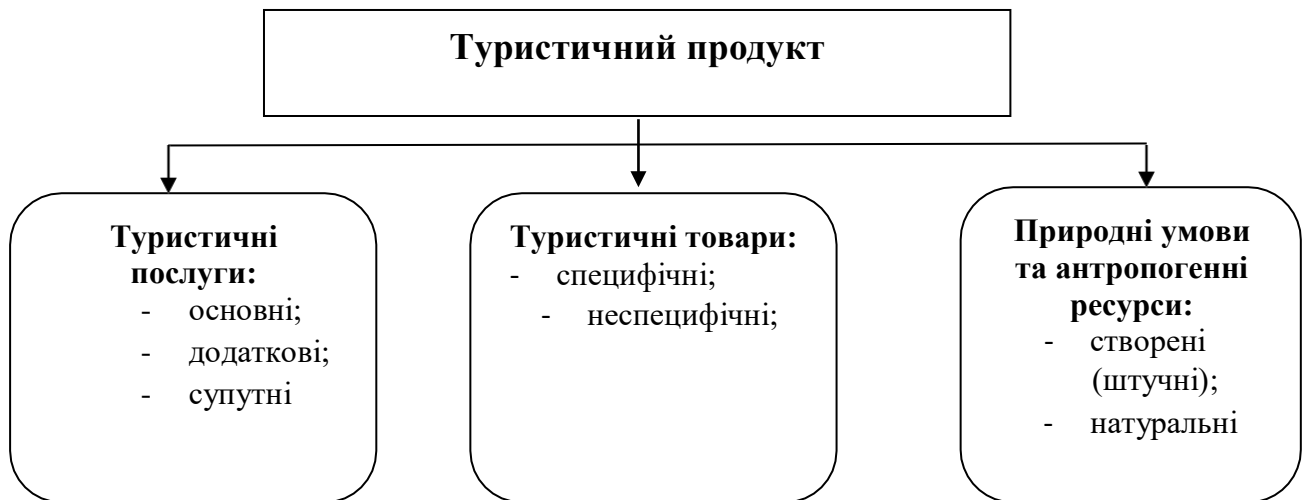 Туристичний продукт
Туристичні
послуги:
- основні;
- додаткові;
- супутні
Туристичні товари:
- специфічні;
- неспецифічні;
Природні умови
та антропогенні
ресурси:
- створені
(штучні);
- натуральні